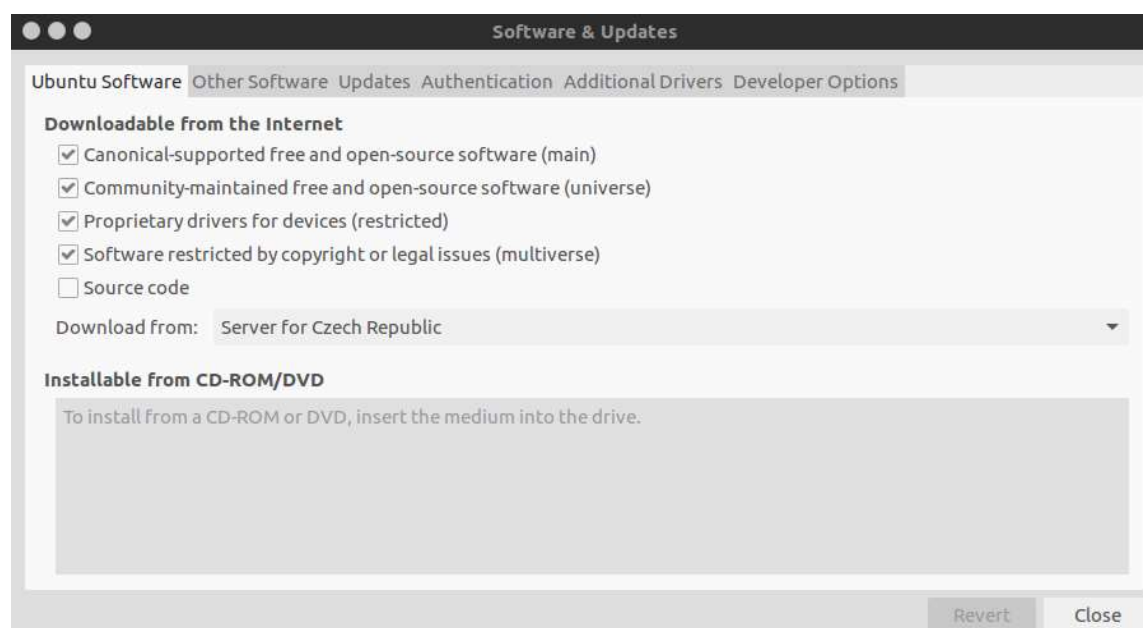 Software & Updates
Ubuntu Software Other Software Updates Authentication Additional Drivers Developer Options
Downloadable from the Internet
Canonical-supported free and open-source software (main)
Community-maintained free and open-source software (universe)
Proprietary drivers for devices (restricted)
Software restricted by copyright or legal issues (multiverse)
Source code
Download from: Server for Czech Republic
Installable from CD-ROM/DVD
To install from a CD-ROM or DVD, insert the medium into the drive.
Revert Close